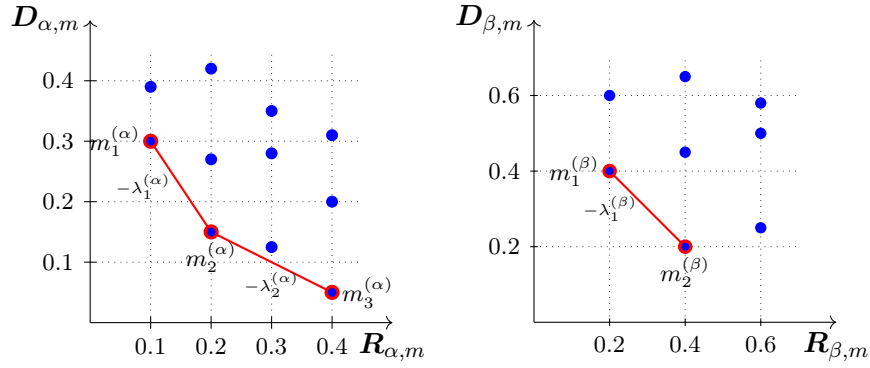 D_{α,m}
0.4
0.3
0.2
0.1
m_1^{(α)}
−λ_1^{(α)}
m_2^{(α)}
−λ_2^{(α)}
m_3^{(α)}
0.1 0.2 0.3 0.4
R_{α,m}
D_{β,m}
0.6
0.4
0.2
m_1^{(β)}
−λ_1^{(β)}
m_2^{(β)}
0.2 0.4 0.6
R_{β,m}